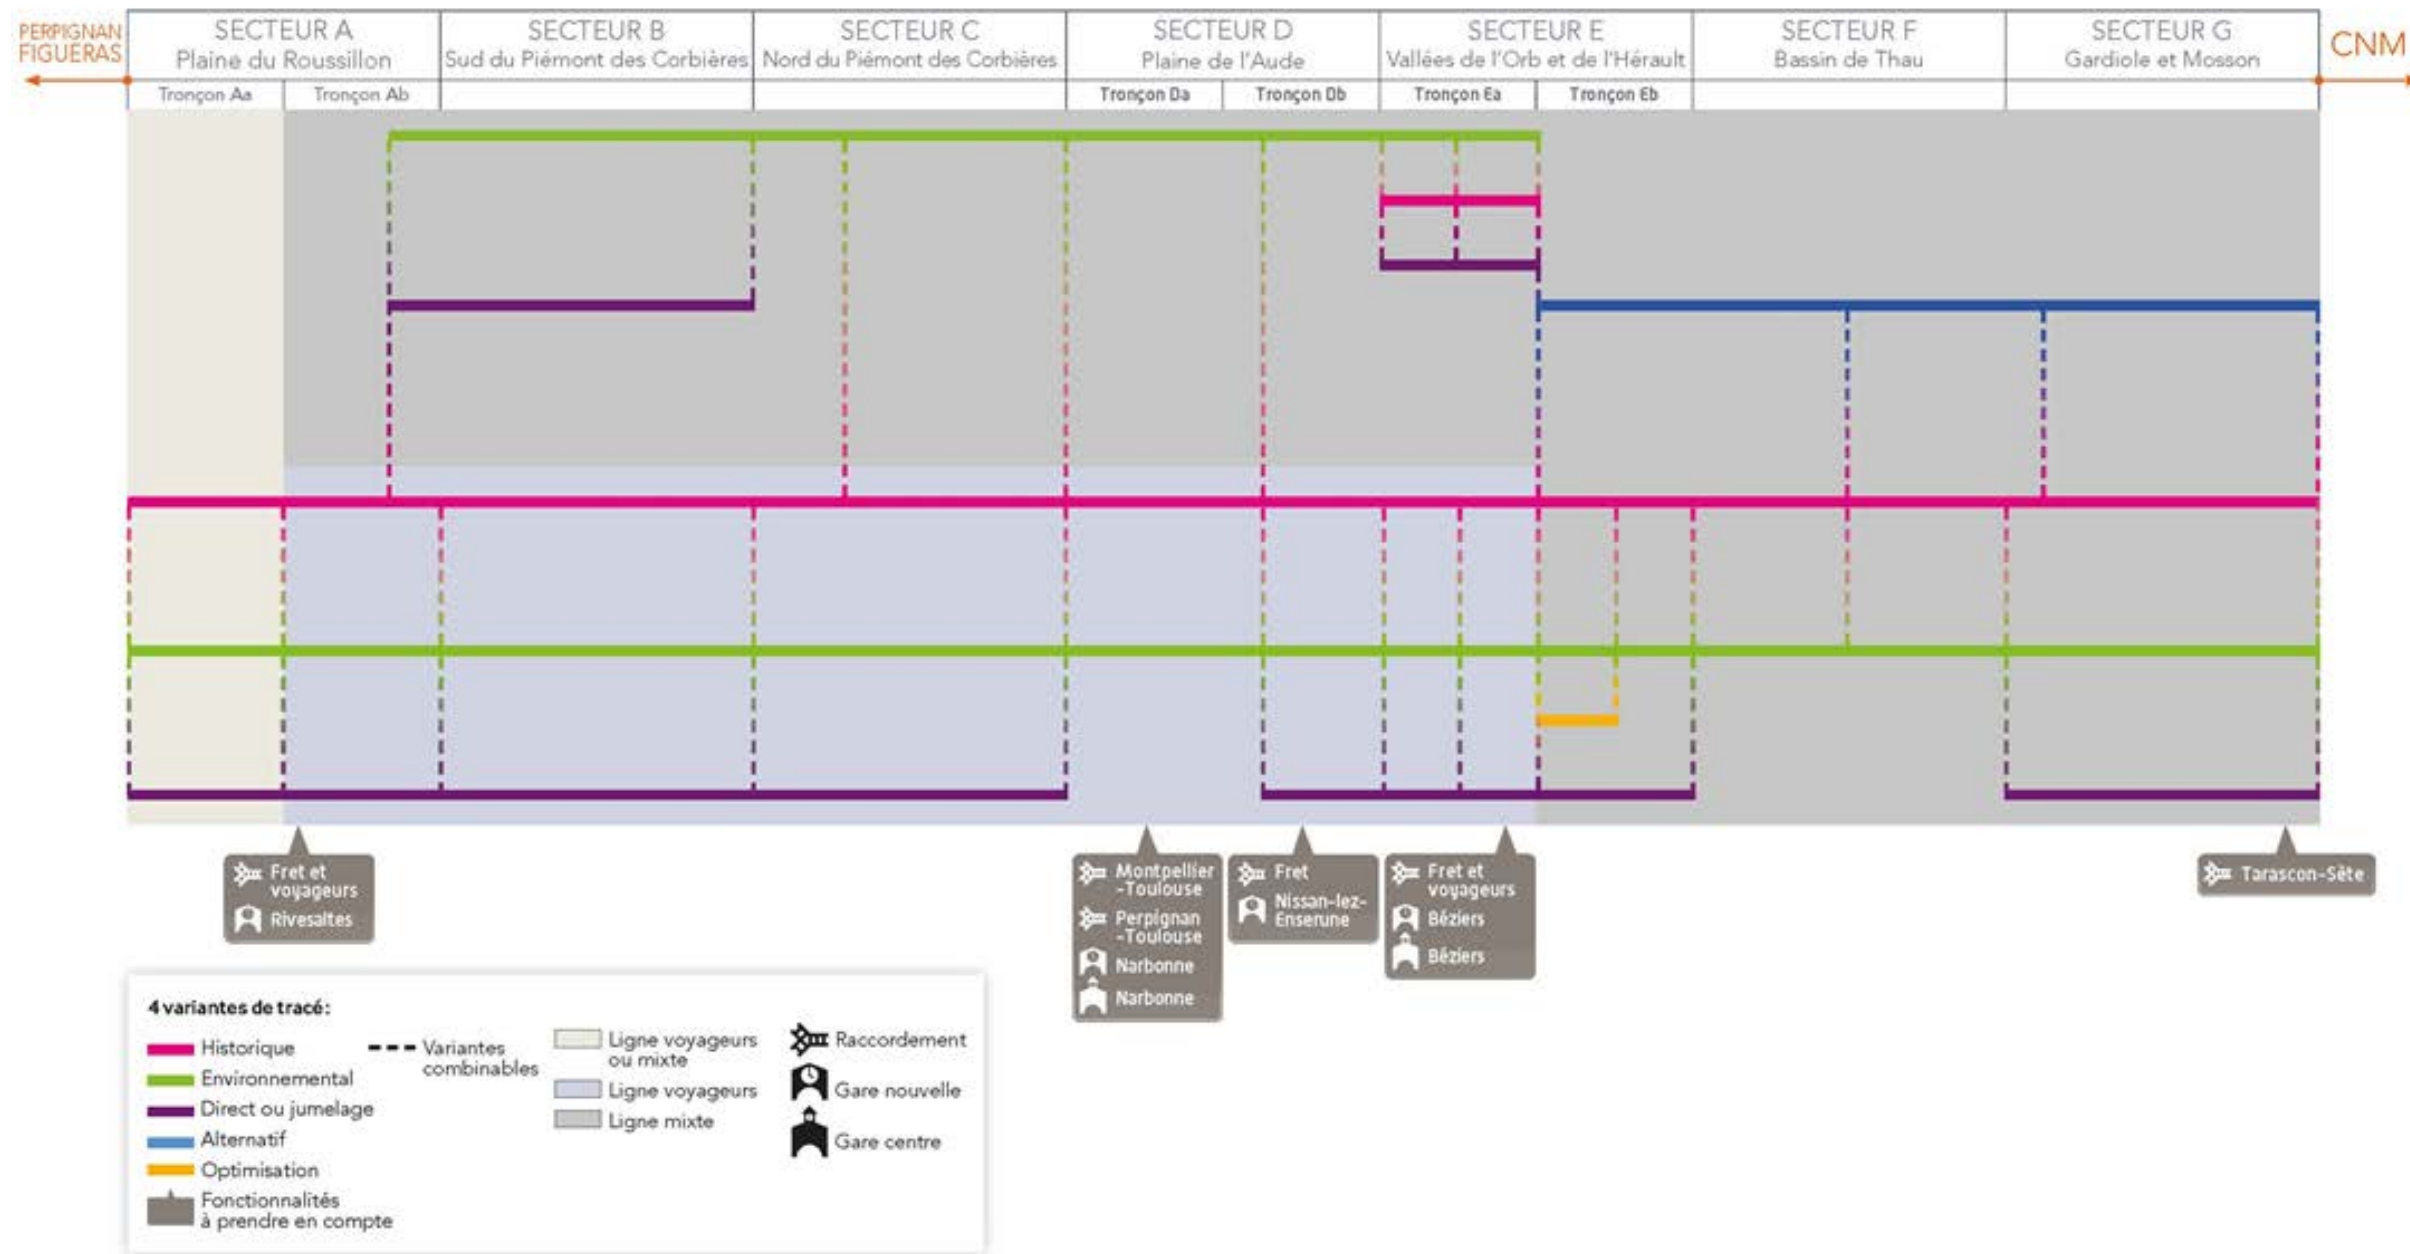 PERPIGNAN
FIGUERAS
SECTEUR A
Plaine du Roussillon
SECTEUR B
Sud du Piémont des Corbières
SECTEUR C
Nord du Piémont des Corbières
SECTEUR D
Plaine de l'Aude
SECTEUR E
Vallées de l'Orb et de l'Hérault
SECTEUR F
Bassin de Thau
SECTEUR G
Gardiole et Mosson
CNM
Tronçon Aa
Tronçon Ab
Tronçon Da
Tronçon Db
Tronçon Ea
Tronçon Eb
Fret et
voyageurs
Rivesaltes
Montpellier
-Toulouse
Perpignan
-Toulouse
Narbonne
Narbonne
Fret
Nissan-lez-
Enserune
Fret et
voyageurs
Béziers
Béziers
Tarascon-Sète
4 variantes de tracé:
Historique
Environnemental
Direct ou jumelage
Alternatif
Optimisation
Fonctionnalités
à prendre en compte
Variantes
combinables
Ligne voyageurs
ou mixte
Ligne voyageurs
Ligne mixte
Raccordement
Gare nouvelle
Gare centre